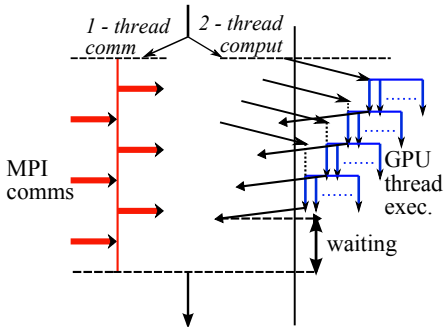 1 - thread
comm
2 - thread
comput
MPI
comms
GPU
thread
exec.
waiting